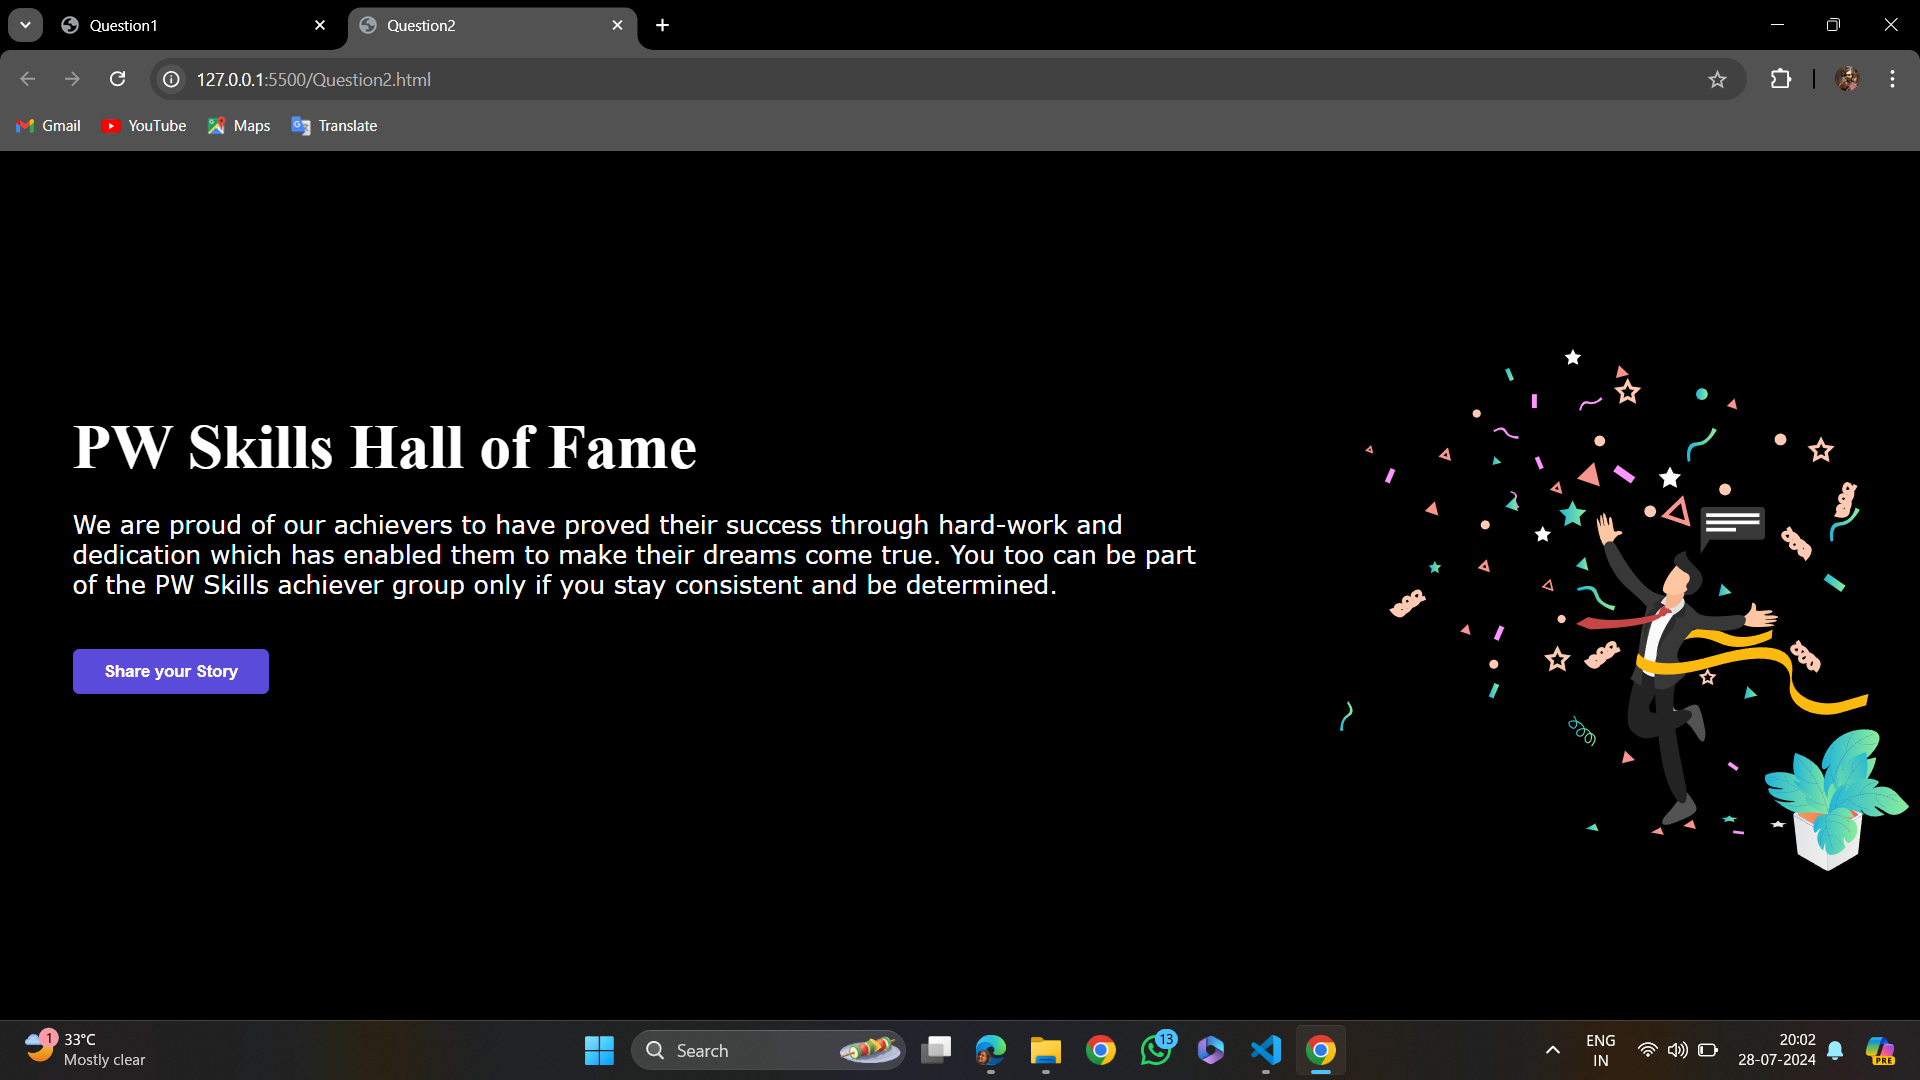 Question1
Question2
127.0.0.1:5500/Question2.html
Gmail
YouTube
Maps
Translate
PW Skills Hall of Fame
We are proud of our achievers to have proved their success through hard-work and
dedication which has enabled them to make their dreams come true. You too can be part
of the PW Skills achiever group only if you stay consistent and be determined.
Share your Story
1
33°C
Mostly clear
Search
13
ENG
IN
20:02
28-07-2024
PRE